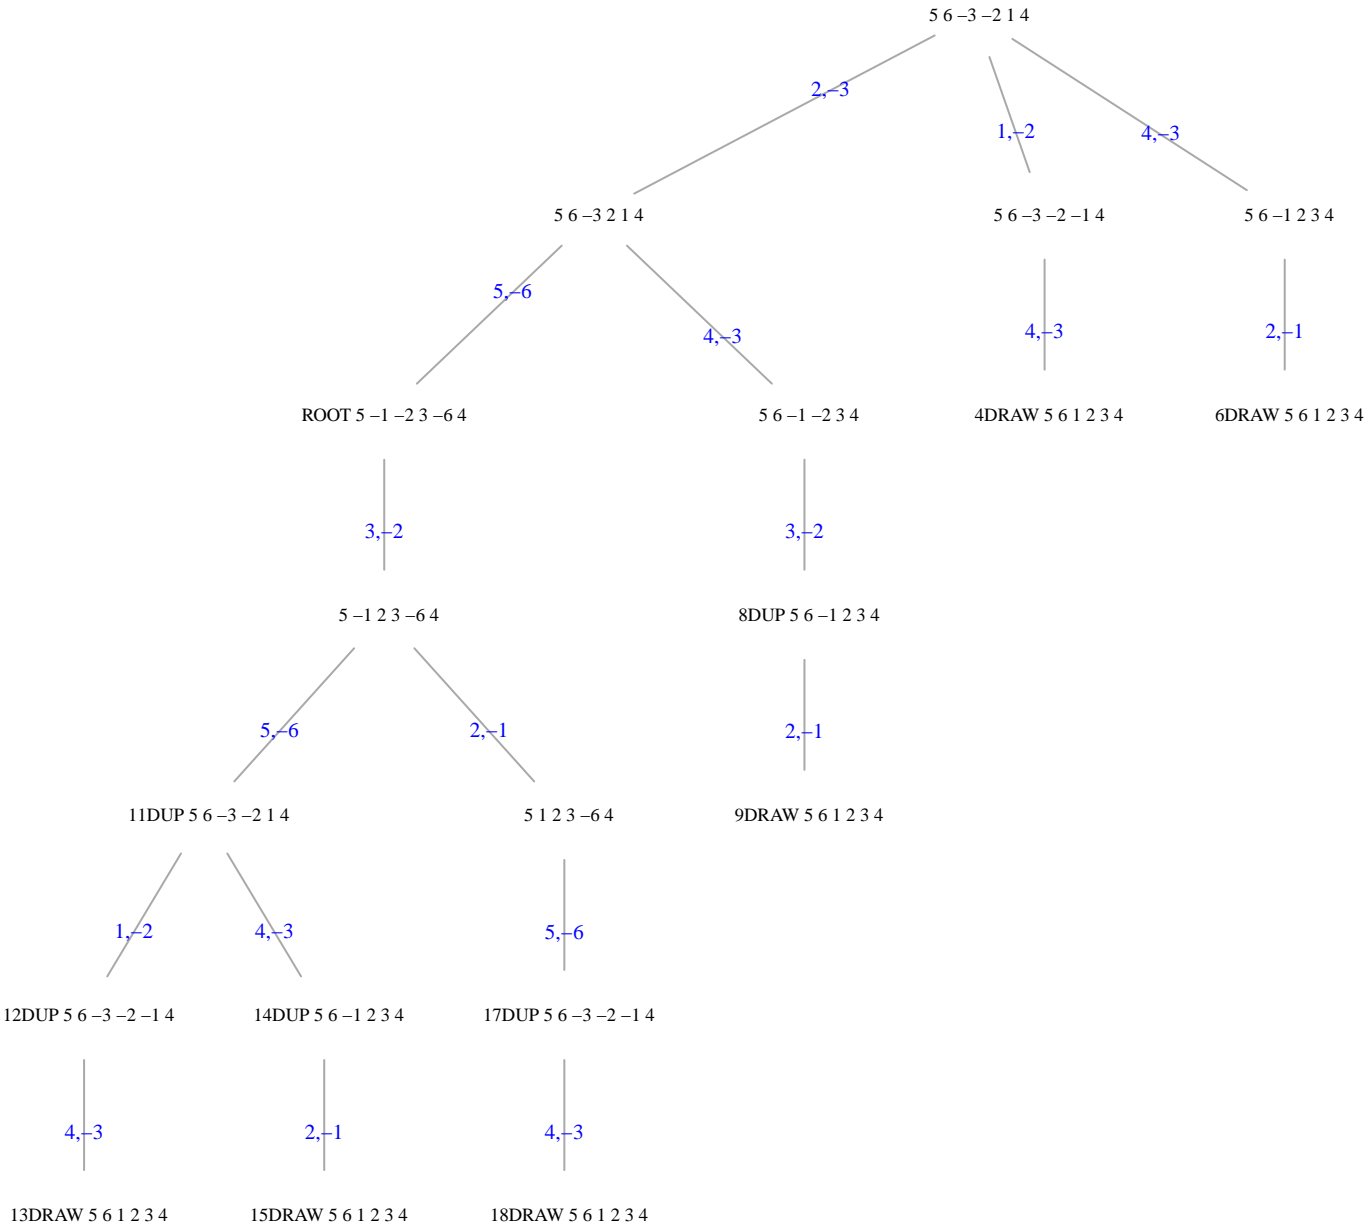 5 6 –3 –2 1 4
2,–3
1,–2
4,–3
5 6 –3 2 1 4
5 6 –3 –2 –1 4
5 6 –1 2 3 4
5,–6
4,–3
4,–3
2,–1
ROOT 5 –1 –2 3 –6 4
5 6 –1 –2 3 4
4DRAW 5 6 1 2 3 4
6DRAW 5 6 1 2 3 4
3,–2
3,–2
5 –1 2 3 –6 4
8DUP 5 6 –1 2 3 4
5,–6
2,–1
2,–1
11DUP 5 6 –3 –2 1 4
5 1 2 3 –6 4
9DRAW 5 6 1 2 3 4
1,–2
4,–3
5,–6
12DUP 5 6 –3 –2 –1 4
14DUP 5 6 –1 2 3 4
17DUP 5 6 –3 –2 –1 4
4,–3
2,–1
4,–3
13DRAW 5 6 1 2 3 4
15DRAW 5 6 1 2 3 4
18DRAW 5 6 1 2 3 4